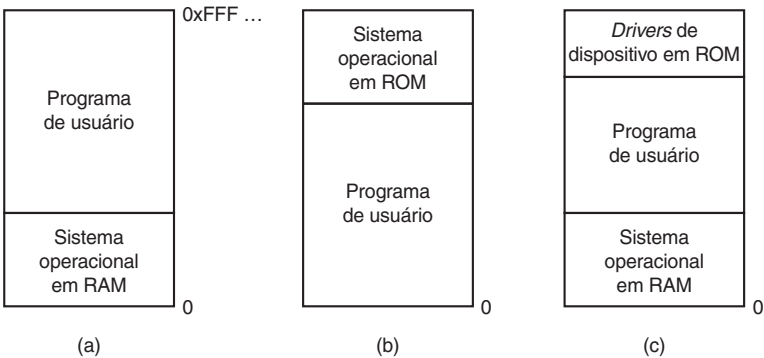 0xFFF …
Programa
de usuário
Sistema
operacional
em RAM
0
(a)
Sistema
operacional
em ROM
Programa
de usuário
0
(b)
Drivers de
dispositivo em ROM
Programa
de usuário
Sistema
operacional
em RAM
0
(c)